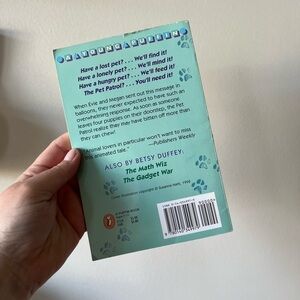 Have a lost pet? . . . We'll find it!
Have a lonely pet? . . . We'll mind it!
Have a hungry pet? . . . We'll feed it!
The Pet Patrol? . . . You'll need it!
When Evie and Megan sent out this message in
balloons, they never expected to have such an
overwhelming response. As soon as someone
leaves four puppies on their doorstep, the Pet
Patrol realize they may have bitten off more than
they can chew!
"Animal lovers in particular won't want to miss
this animated tale."
—Publishers Weekly
ALSO BY BETSY DUFFEY:
The Math Wiz
The Gadget War